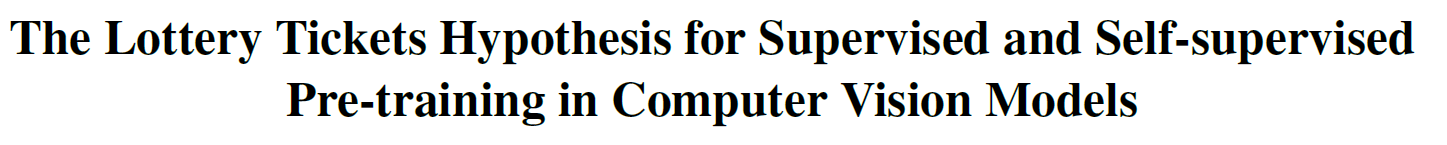 The Lottery Tickets Hypothesis for Supervised and Self-supervised
Pre-training in Computer Vision Models